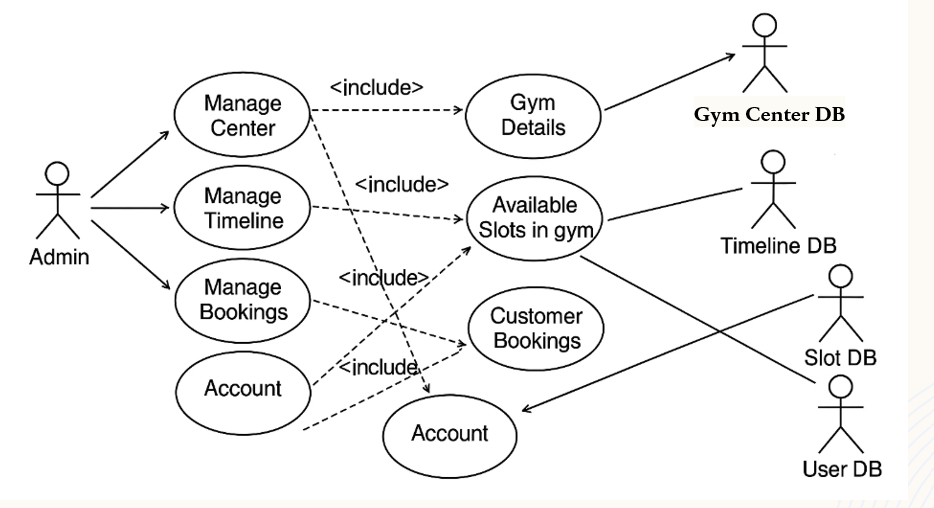 Manage
Center
<include>
Gym
Details
Gym Center DB
Manage
Timeline
<include>
Available
Slots in gym
Timeline DB
Admin
Manage
Bookings
<include>
Customer
Bookings
Slot DB
Account
<include
Account
User DB